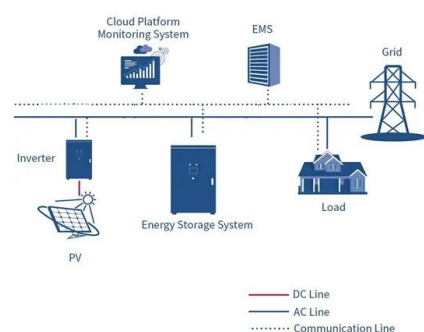 Cloud Platform
Monitoring System
EMS
Grid
Inverter
Energy Storage System
Load
PV
DC Line
AC Line
Communication Line